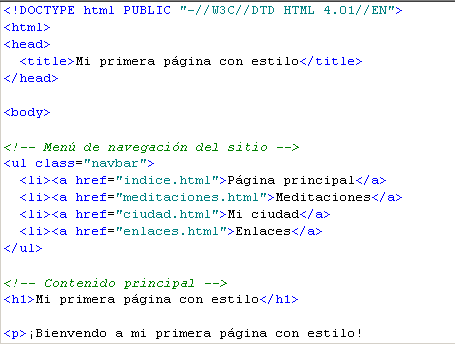 <!DOCTYPE html PUBLIC "-//W3C//DTD HTML 4.01//EN">
<html>
<head>
  <title>Mi primera página con estilo</title>
</head>

<body>

<!-- Menú de navegación del sitio -->
<ul class="navbar">
  <li><a href="indice.html">Página principal</a>
  <li><a href="meditaciones.html">Meditaciones</a>
  <li><a href="ciudad.html">Mi ciudad</a>
  <li><a href="enlaces.html">Enlaces</a>
</ul>

<!-- Contenido principal -->
<h1>Mi primera página con estilo</h1>

<p>¡Bienvendo a mi primera página con estilo!